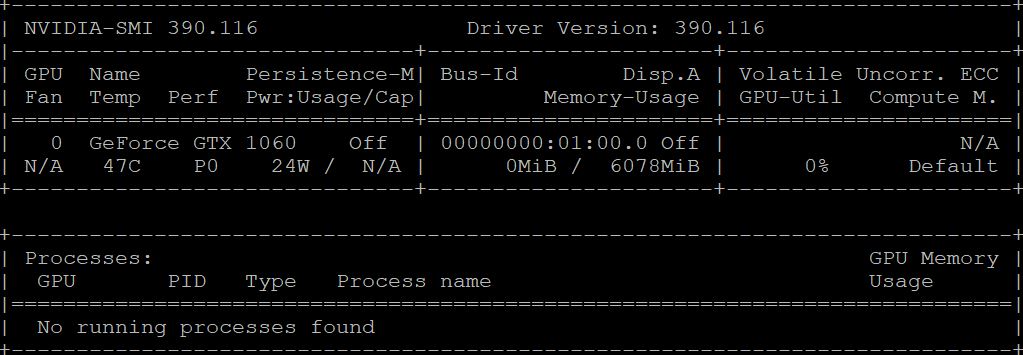 +-----------------------------------------------------------------------------+
| NVIDIA-SMI 390.116                Driver Version: 390.116                   |
|-------------------------------+----------------------+----------------------+
| GPU  Name        Persistence-M| Bus-Id        Disp.A | Volatile Uncorr. ECC |
| Fan  Temp  Perf  Pwr:Usage/Cap|         Memory-Usage | GPU-Util  Compute M. |
|===============================+======================+======================|
|   0  GeForce GTX 1060    Off  | 00000000:01:00.0 Off |                  N/A |
| N/A   47C    P0    24W /  N/A |      0MiB /  6078MiB |      0%      Default |
+-------------------------------+----------------------+----------------------+
+-----------------------------------------------------------------------------+
| Processes:                                                       GPU Memory |
|  GPU       PID   Type   Process name                             Usage      |
|=============================================================================|
|  No running processes found                                                 |
+-----------------------------------------------------------------------------+